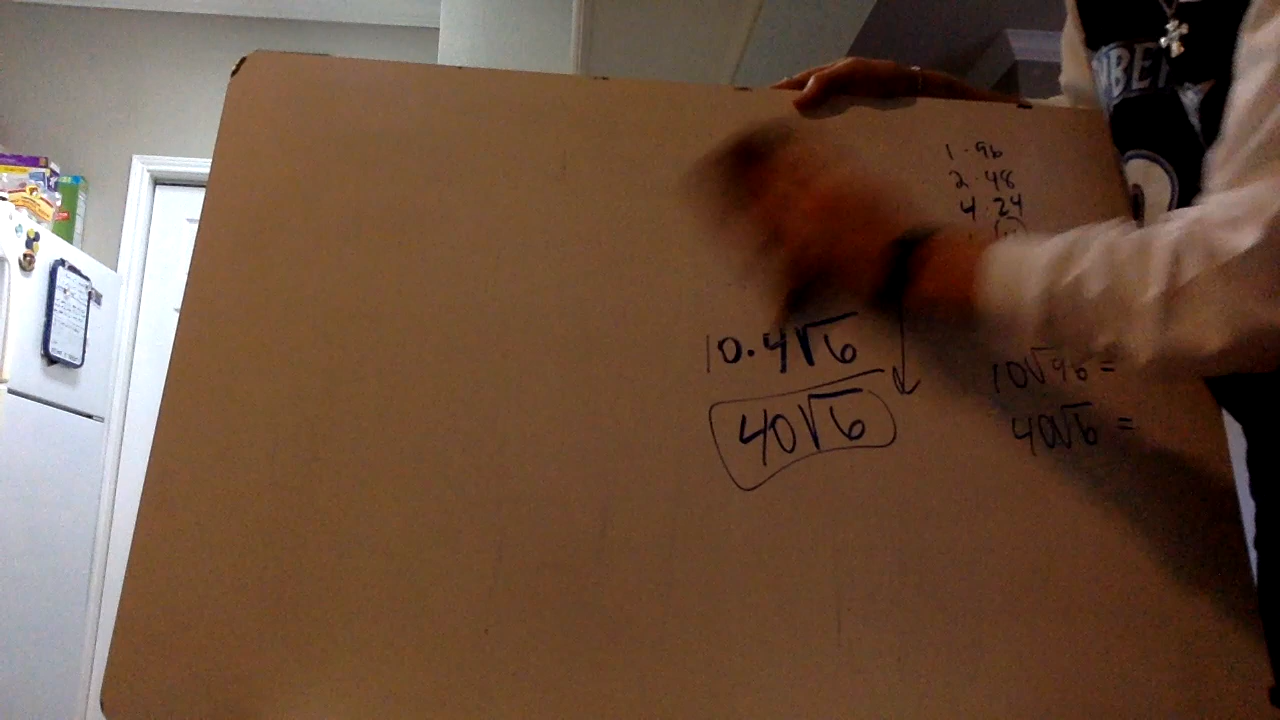 1 · 96
2 · 48
4 · 24
10 · 4√6
40√6
10√96 =
40√6 =